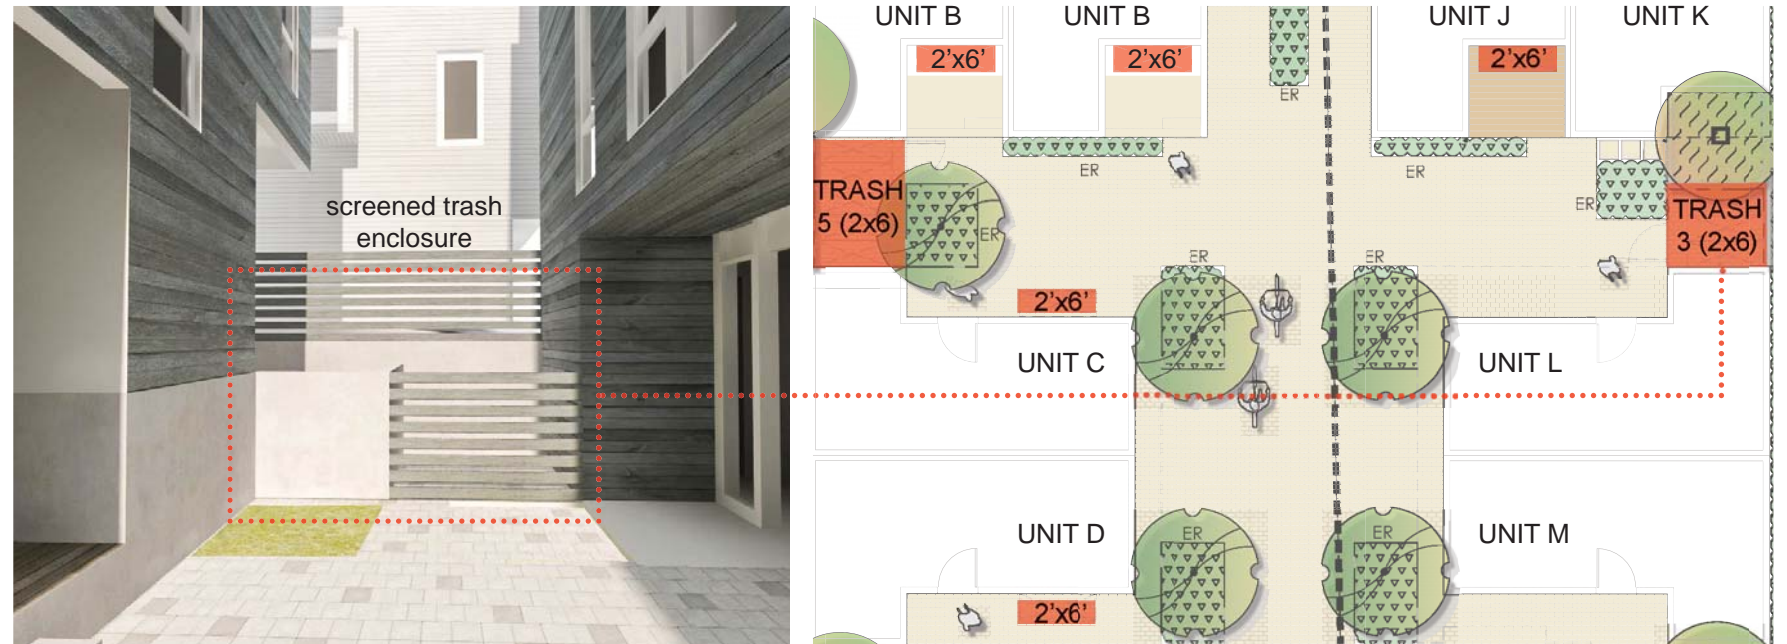 UNIT B
UNIT B
UNIT J
UNIT K
2'x6'
2'x6'
2'x6'
ER
ER
ER
TRASH
5 (2x6)
ER
ER
TRASH
3 (2x6)
screened trash
enclosure
ER
ER
2'x6'
UNIT C
UNIT L
UNIT D
ER
ER
UNIT M
2'x6'